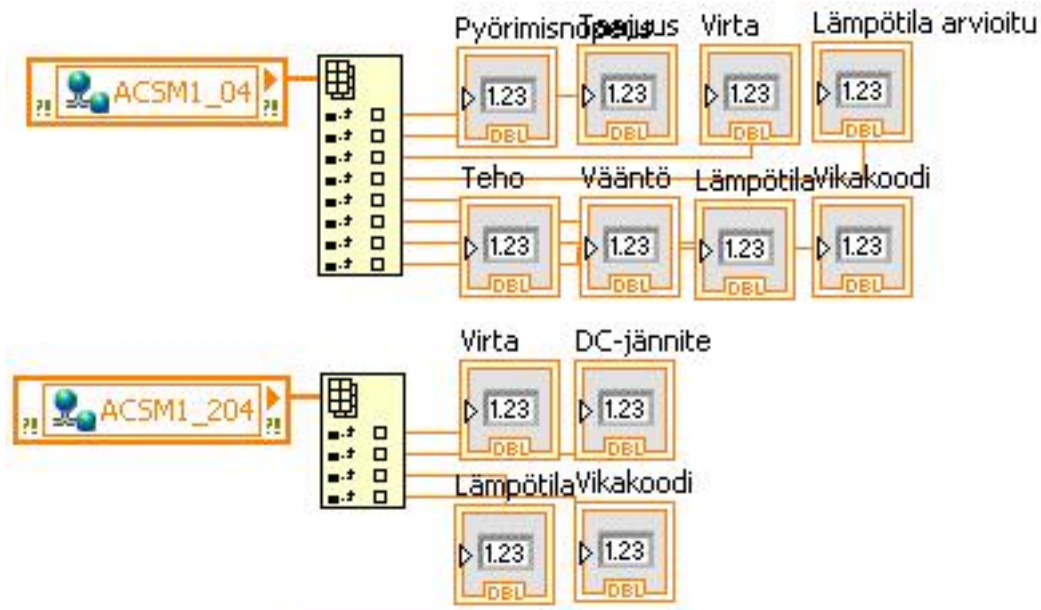 Pyörimisnopeus Taajuus Virta Lämpötila arvioitu
?! ACSM1_04 ?! 1.23 1.23 1.23 1.23
DBL DBL DBL DBL
Teho Vääntö Lämpötila Vikakoodi
1.23 1.23 1.23 1.23
DBL DBL DBL DBL
Virta DC-jännite
?! ACSM1_204 ?! 1.23 1.23
DBL DBL
Lämpötila Vikakoodi
1.23 1.23
DBL DBL